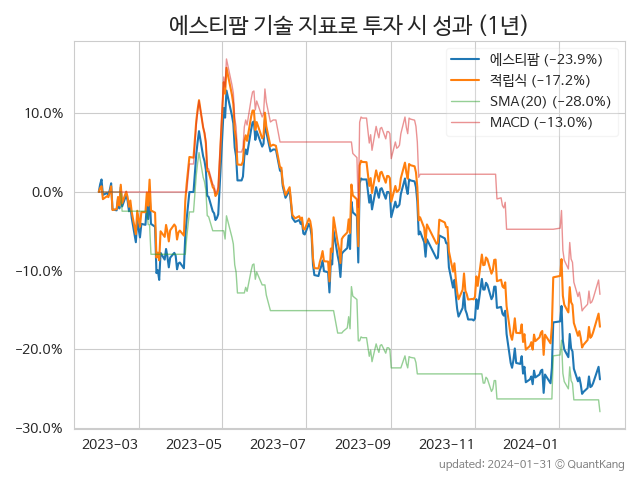 에스티팜 기술 지표로 투자 시 성과 (1년)
에스티팜 (-23.9%)
적립식 (-17.2%)
SMA(20) (-28.0%)
MACD (-13.0%)
10.0%
0.0%
-10.0%
-20.0%
-30.0%
2023-03 2023-05 2023-07 2023-09 2023-11 2024-01
updated: 2024-01-31 © QuantKang